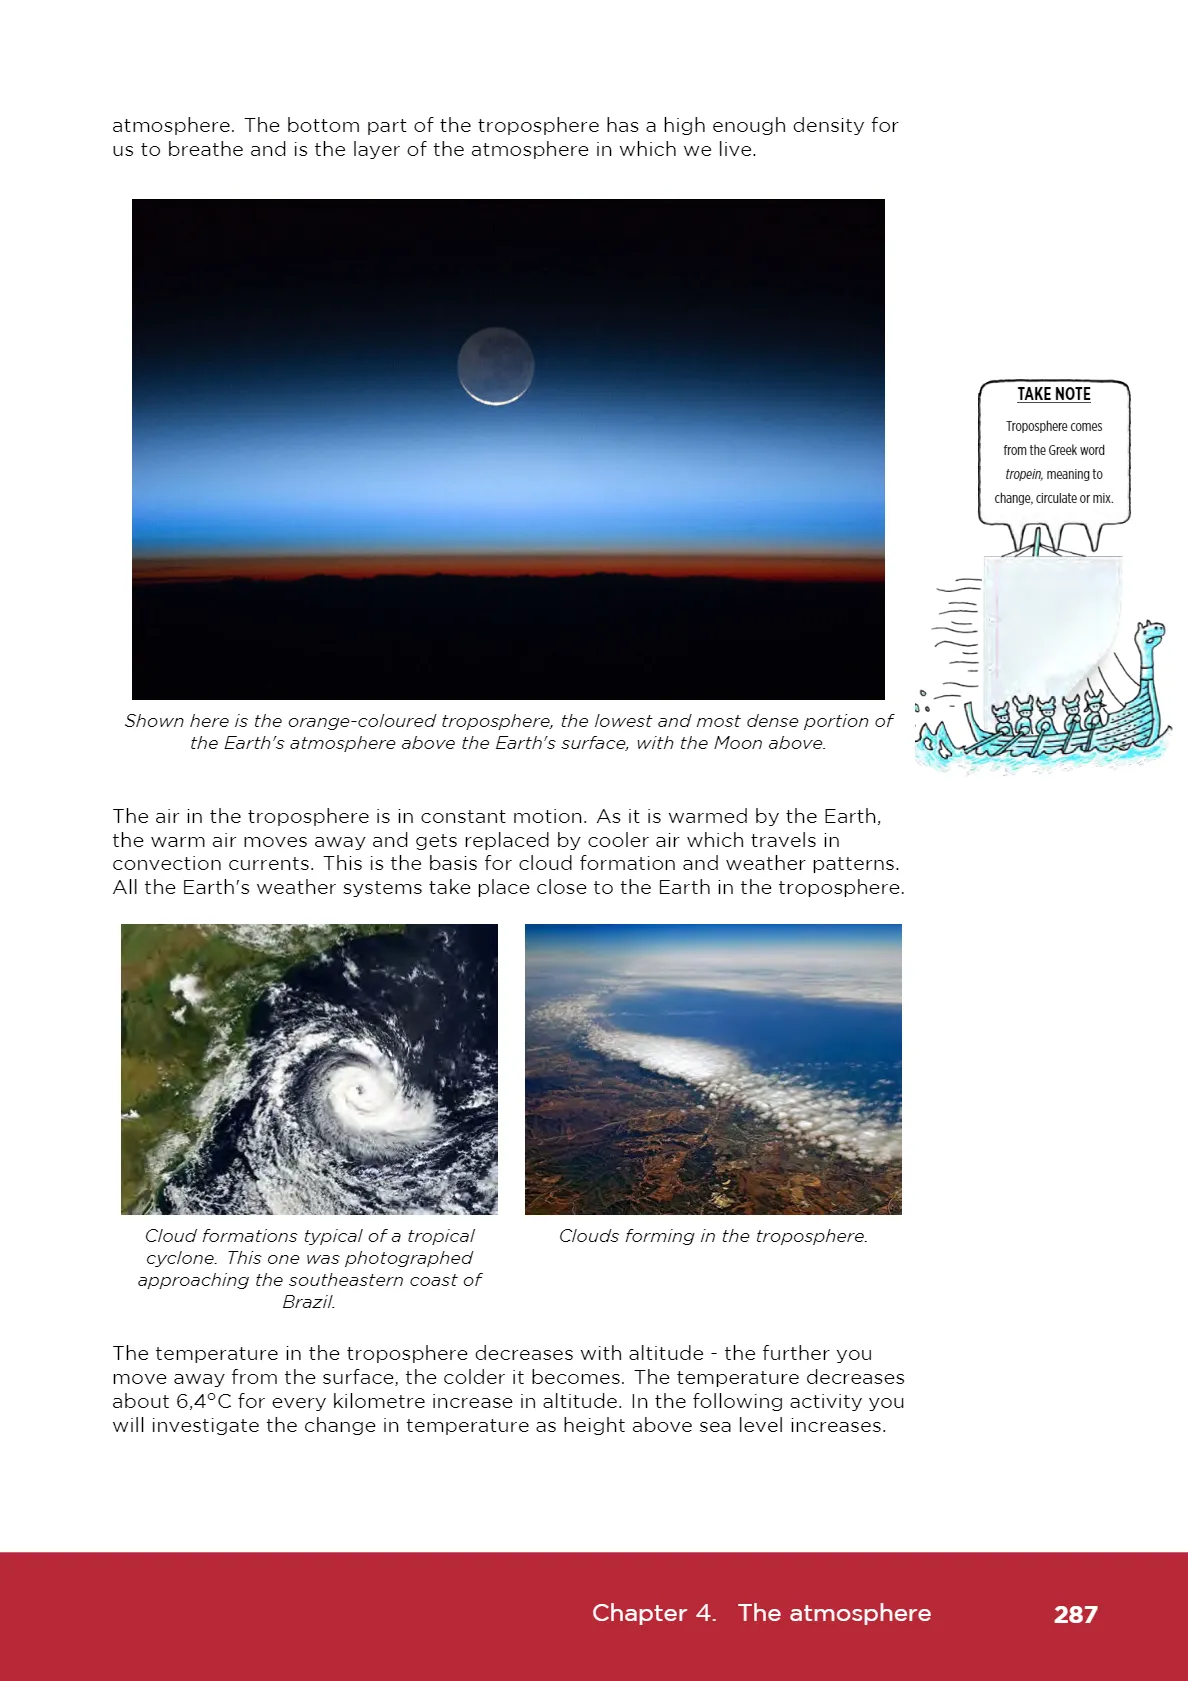 atmosphere. The bottom part of the troposphere has a high enough density for
us to breathe and is the layer of the atmosphere in which we live.
TAKE NOTE
Troposphere comes
from the Greek word
tropein, meaning to
change, circulate or mix.
Shown here is the orange-coloured troposphere, the lowest and most dense portion of
the Earth's atmosphere above the Earth's surface, with the Moon above.
The air in the troposphere is in constant motion. As it is warmed by the Earth,
the warm air moves away and gets replaced by cooler air which travels in
convection currents. This is the basis for cloud formation and weather patterns.
All the Earth's weather systems take place close to the Earth in the troposphere.
Cloud formations typical of a tropical
cyclone. This one was photographed
approaching the southeastern coast of
Brazil.
Clouds forming in the troposphere.
The temperature in the troposphere decreases with altitude - the further you
move away from the surface, the colder it becomes. The temperature decreases
about 6,4°C for every kilometre increase in altitude. In the following activity you
will investigate the change in temperature as height above sea level increases.
Chapter 4. The atmosphere 287